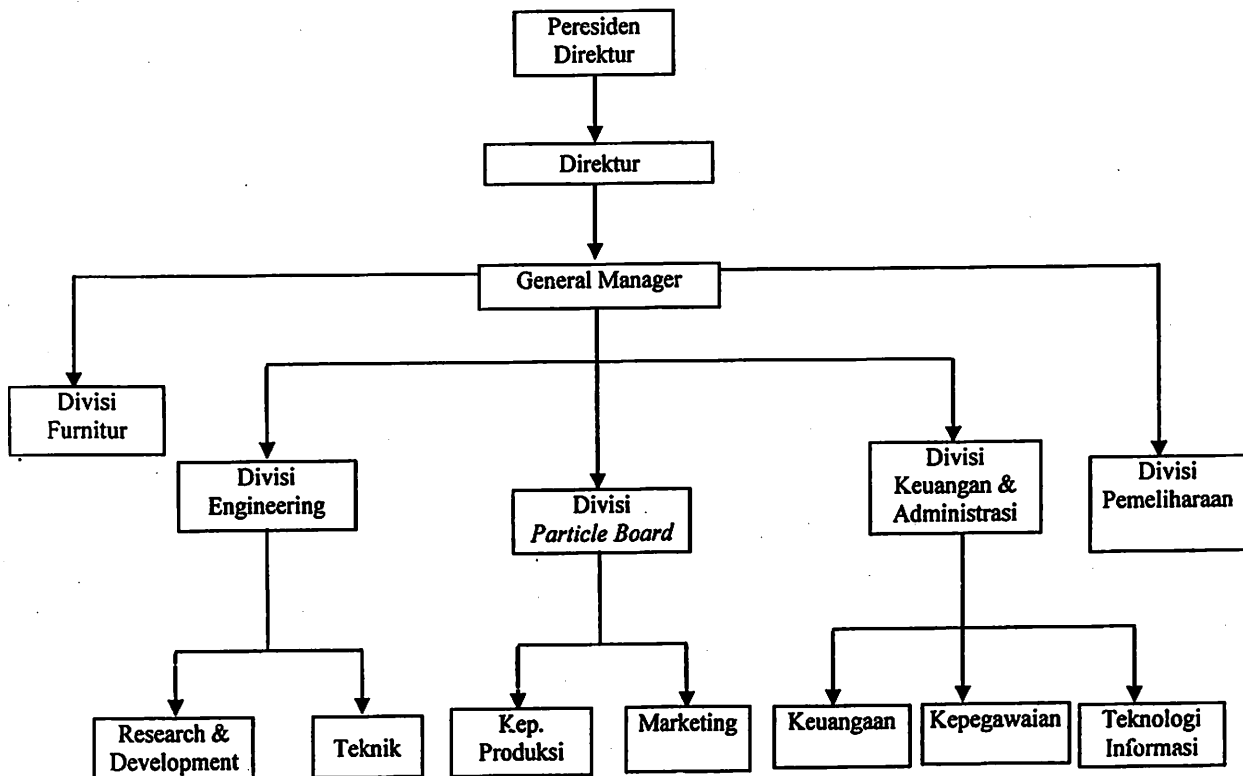 Peresiden
Direktur
Direktur
General Manager
Divisi
Furnitur
Divisi
Engineering
Divisi
Particle Board
Divisi
Keuangan &
Administrasi
Divisi
Pemeliharaan
Research &
Development
Teknik
Kep.
Produksi
Marketing
Keuangaan
Kepegawaian
Teknologi
Informasi